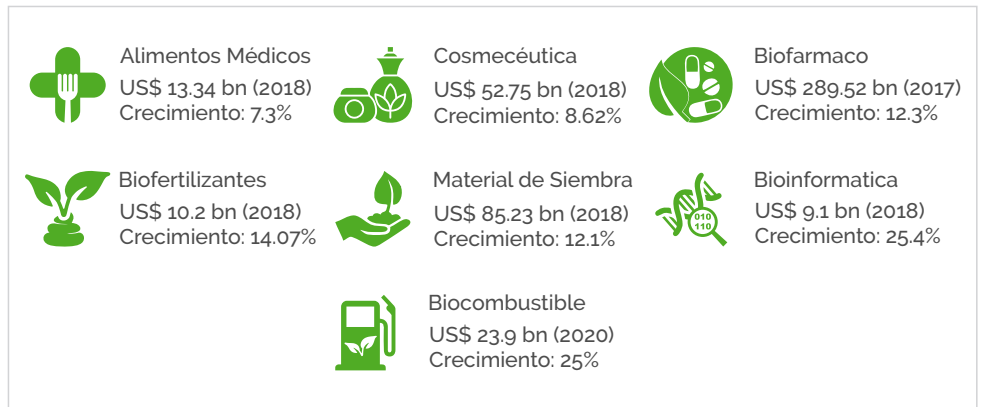 Alimentos Médicos
US$ 13.34 bn (2018)
Crecimiento: 7.3%
Cosmecéutica
US$ 52.75 bn (2018)
Crecimiento: 8.62%
Biofarmaco
US$ 289.52 bn (2017)
Crecimiento: 12.3%
Biofertilizantes
US$ 10.2 bn (2018)
Crecimiento: 14.07%
Material de Siembra
US$ 85.23 bn (2018)
Crecimiento: 12.1%
Bioinformatica
US$ 9.1 bn (2018)
Crecimiento: 25.4%
010
110
Biocombustible
US$ 23.9 bn (2020)
Crecimiento: 25%